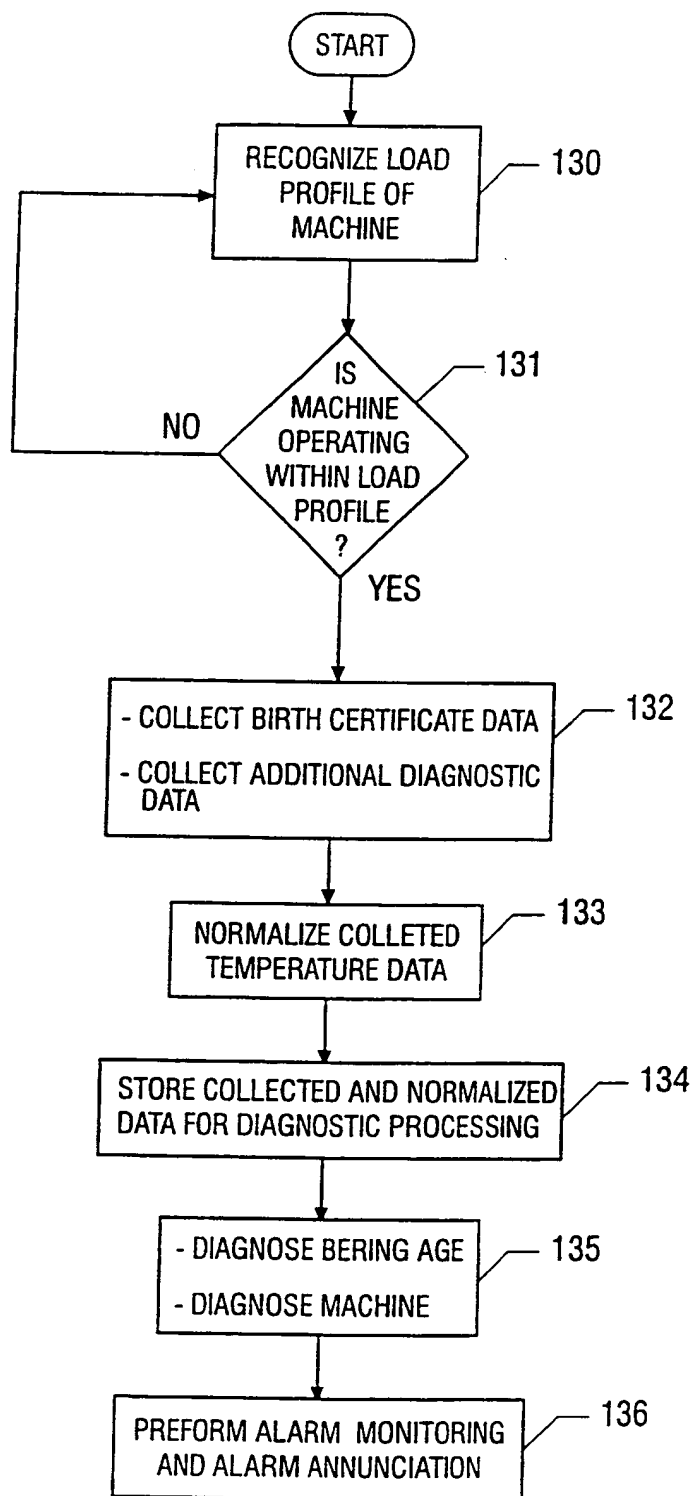 START
RECOGNIZE LOAD
PROFILE OF
MACHINE
130
IS
MACHINE
OPERATING
WITHIN LOAD
PROFILE
?
131
NO
YES
- COLLECT BIRTH CERTIFICATE DATA
- COLLECT ADDITIONAL DIAGNOSTIC
DATA
132
NORMALIZE COLLETED
TEMPERATURE DATA
133
STORE COLLECTED AND NORMALIZED
DATA FOR DIAGNOSTIC PROCESSING
134
- DIAGNOSE BERING AGE
- DIAGNOSE MACHINE
135
PREFORM ALARM MONITORING
AND ALARM ANNUNCIATION
136